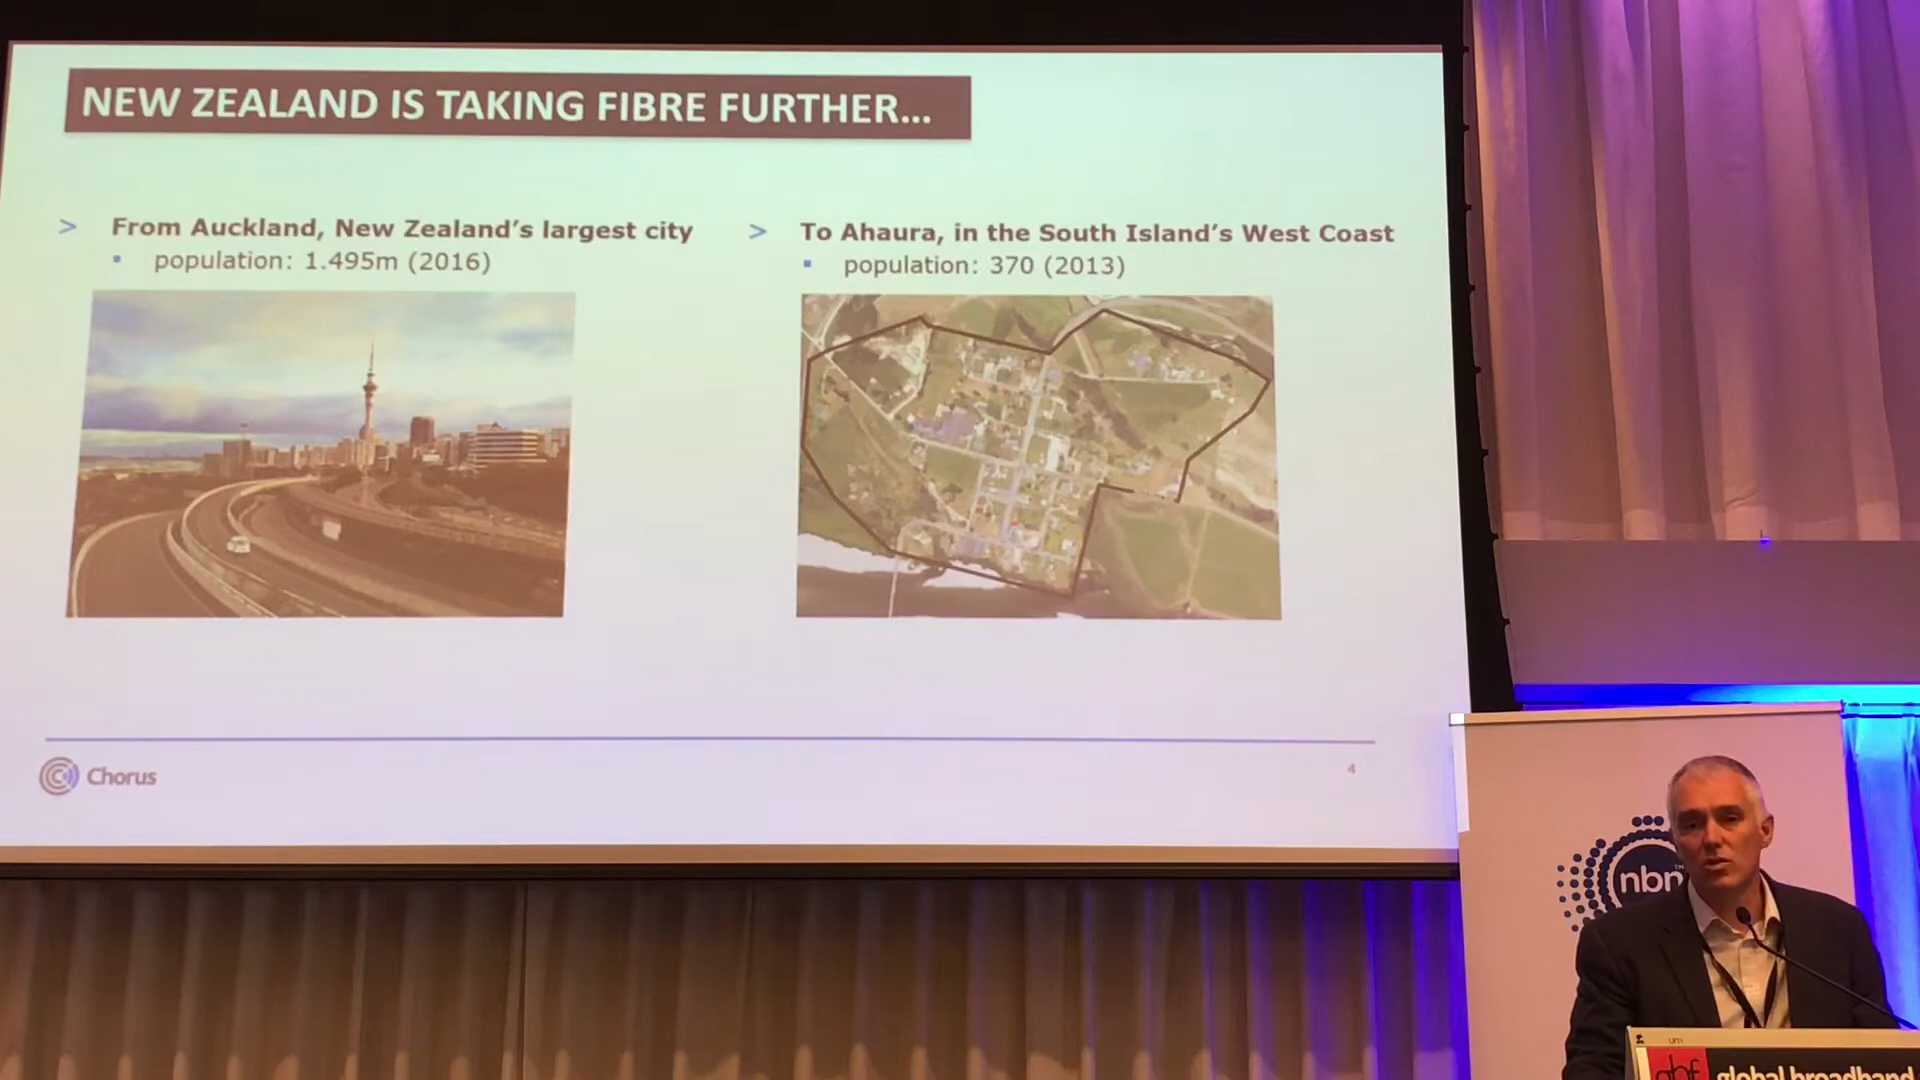 NEW ZEALAND IS TAKING FIBRE FURTHER...
> From Auckland, New Zealand's largest city
▪ population: 1.495m (2016)
> To Ahaura, in the South Island's West Coast
▪ population: 370 (2013)
Chorus
4
nbn
gbf global broadband